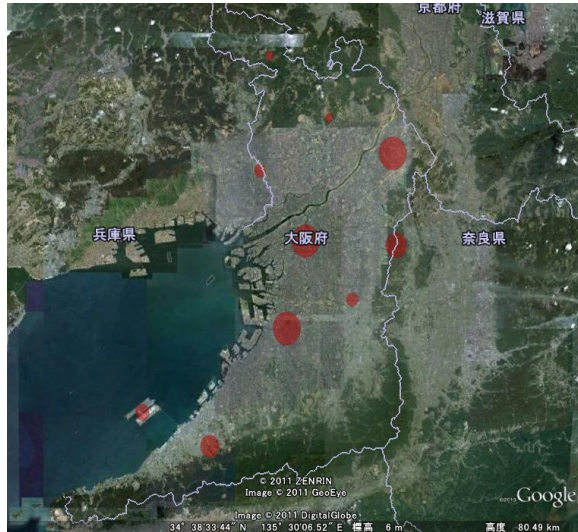 京都府
滋賀県
兵庫県
大阪府
奈良県
© 2011 ZENRIN
Image © 2011 GeoEye
©2010 Google
Image © 2011 DigitalGlobe
34° 38'33.44" N 135° 30'06.52" E 標高 6 m 高度 80.49 km